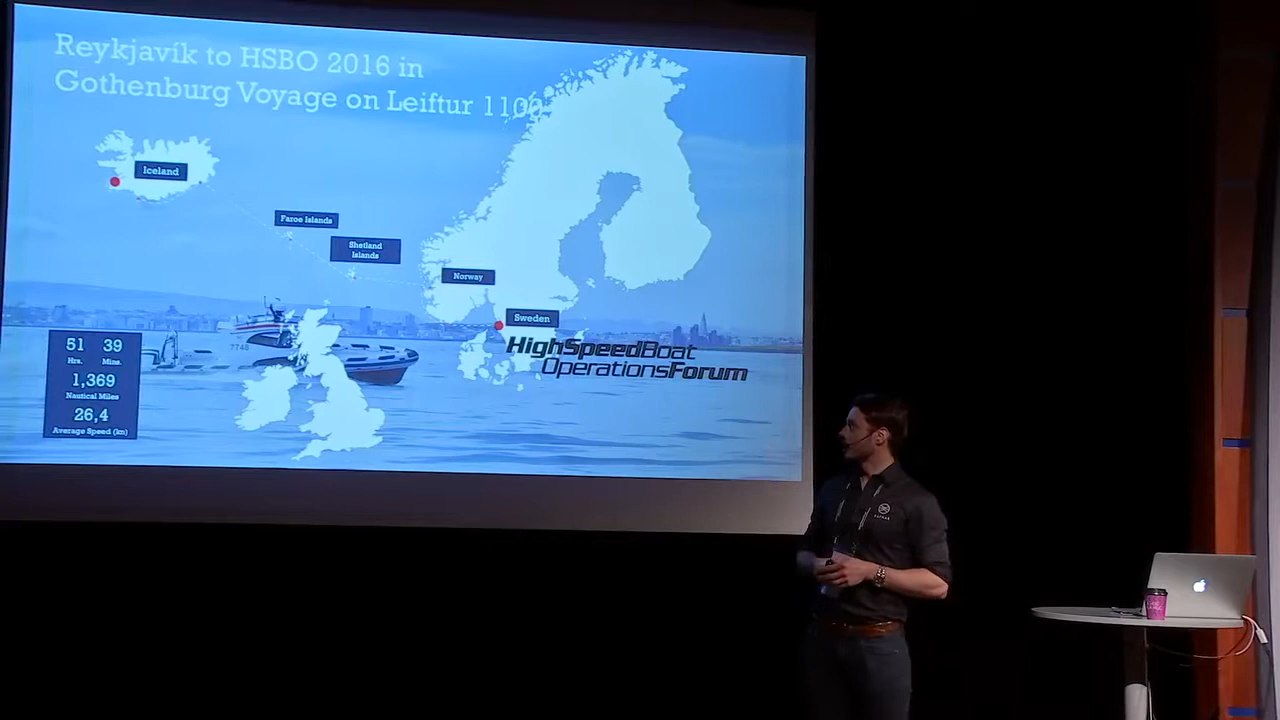 Reykjavík to HSBO 2016 in
Gothenburg Voyage on Leiftur 1100
Iceland
Faroe Islands
Shetland
Islands
Norway
Sweden
HighSpeedBoat
OperationsForum
7748
51 39
Hrs. Mins.
1,369
Nautical Miles
26,4
Average Speed (kn)